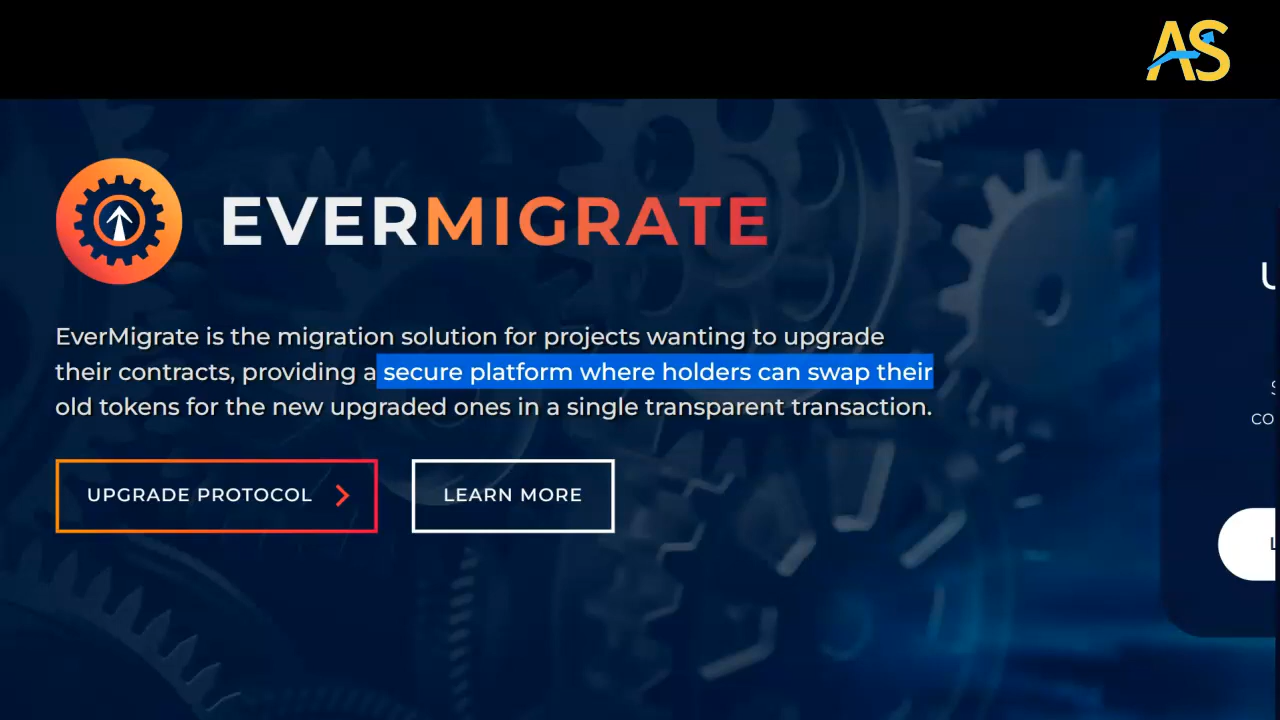 AS
EVERMIGRATE
EverMigrate is the migration solution for projects wanting to upgrade
their contracts, providing a secure platform where holders can swap their
old tokens for the new upgraded ones in a single transparent transaction.
UPGRADE PROTOCOL
LEARN MORE